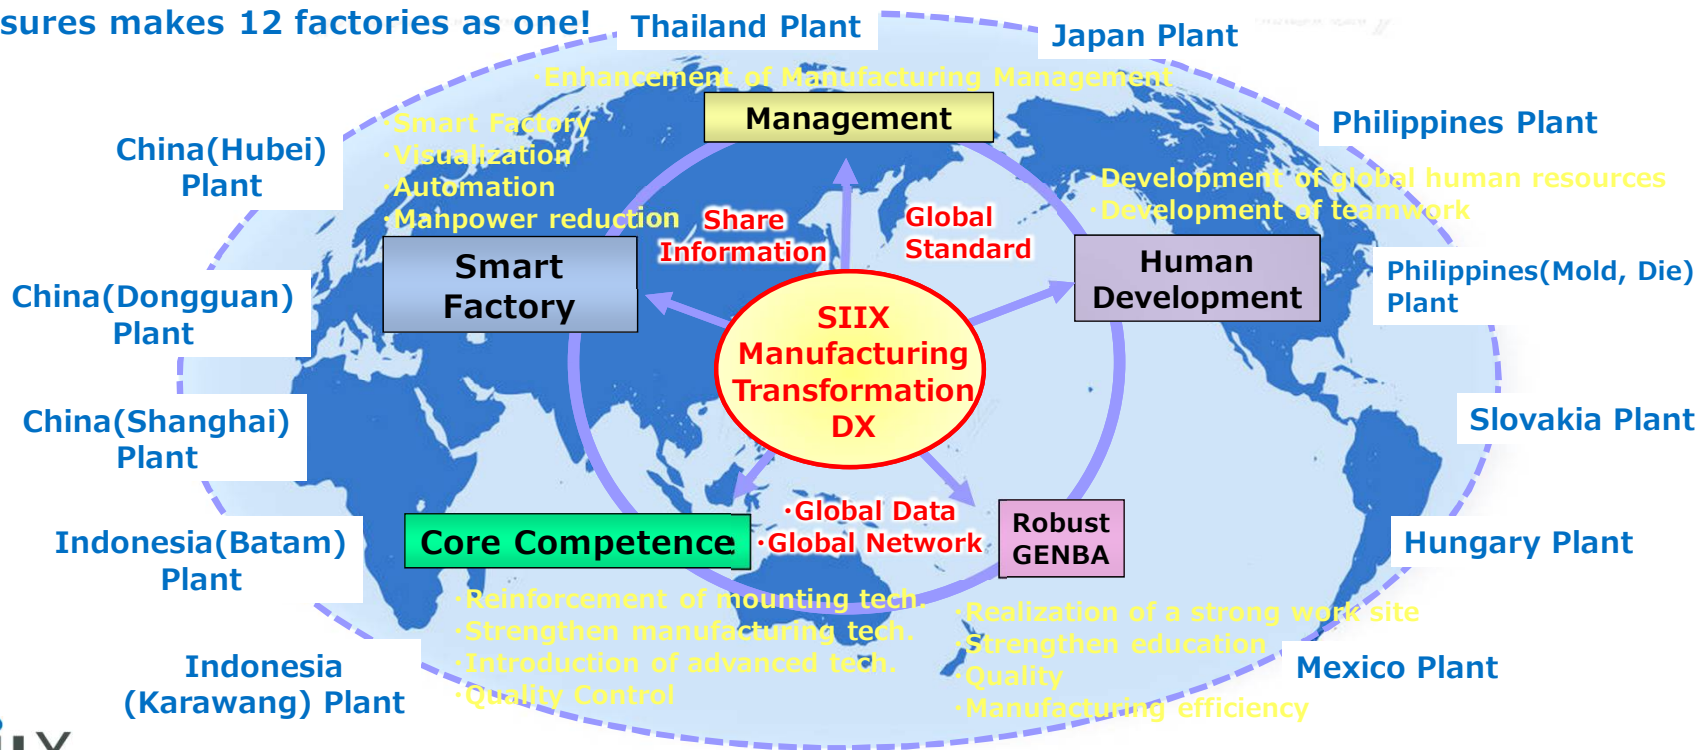 makes 12 factories as one!
Thailand Plant
Japan Plant
・Enhancement of Manufacturing Management
Management
Philippines Plant
China(Hubei)
Plant
・Smart Factory
・Visualization
・Automation
・Manpower reduction
・Development of global human resources
・Development of teamwork
Share
Information
Global
Standard
Smart
Factory
Human
Development
Philippines(Mold, Die)
Plant
China(Dongguan)
Plant
SIIX
Manufacturing
Transformation
DX
China(Shanghai)
Plant
Slovakia Plant
・Global Data
・Global Network
Core Competence
Robust
GENBA
Indonesia(Batam)
Plant
Hungary Plant
・Reinforcement of mounting tech.
・Strengthen manufacturing tech.
・Introduction of advanced tech.
・Quality Control
・Realization of a strong work site
・Strengthen education
・Quality
・Manufacturing efficiency
Indonesia
(Karawang) Plant
Mexico Plant